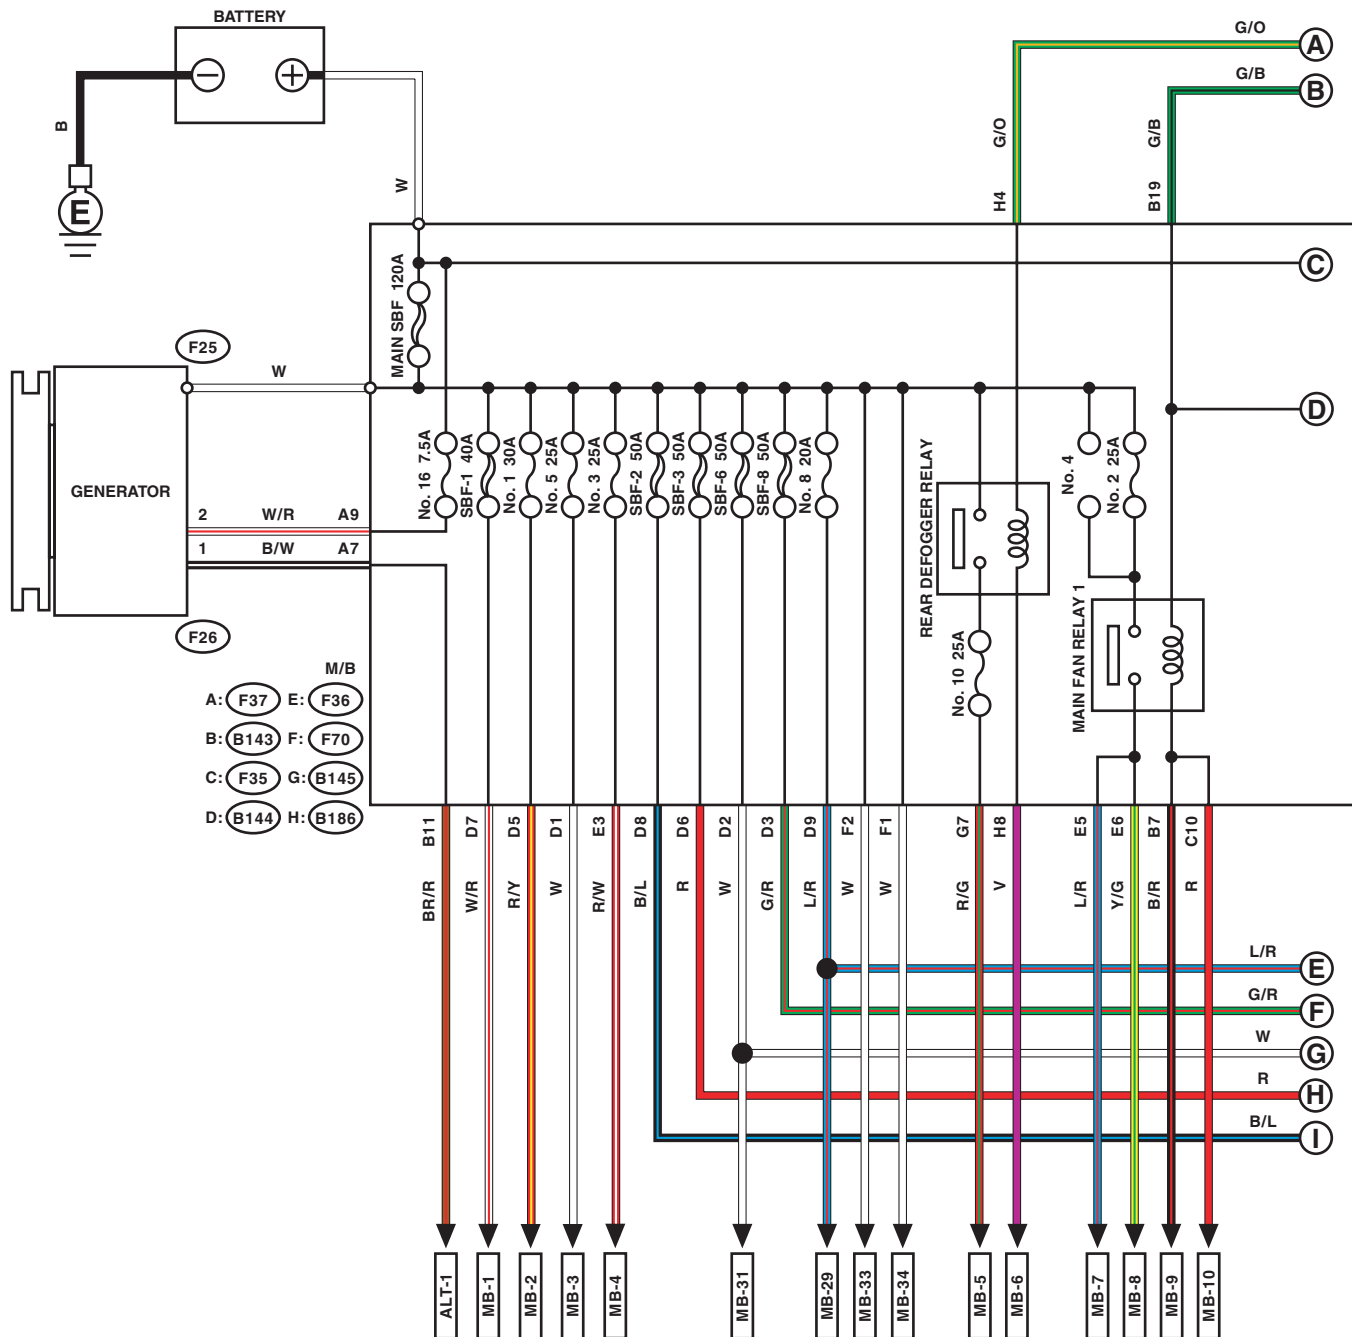 BATTERY
G/O
A
G/B
B
−
+
B
W
G/O
G/B
E
H4
B19
MAIN SBF 120A
C
F25
W
D
GENERATOR
No. 16 7.5A
SBF-1 40A
No. 1 30A
No. 5 25A
No. 3 25A
SBF-2 50A
SBF-3 50A
SBF-6 50A
SBF-8 50A
No. 8 20A
REAR DEFOGGER RELAY
No. 4
No. 2 25A
2 W/R A9
1 B/W A7
F26
No. 10 25A
MAIN FAN RELAY 1
M/B
A: F37 E: F36
B: B143 F: F70
C: F35 G: B145
D: B144 H: B186
B11 D7 D5 D1 E3 D8 D6 D2 D3 D9 F2 F1 G7 H8 E5 E6 B7 C10
BR/R W/R R/Y W R/W B/L R W G/R L/R W W R/G V L/R Y/G B/R R
L/R
E
G/R
F
W
G
R
H
B/L
I
ALT-1 MB-1 MB-2 MB-3 MB-4 MB-31 MB-29 MB-33 MB-34 MB-5 MB-6 MB-7 MB-8 MB-9 MB-10